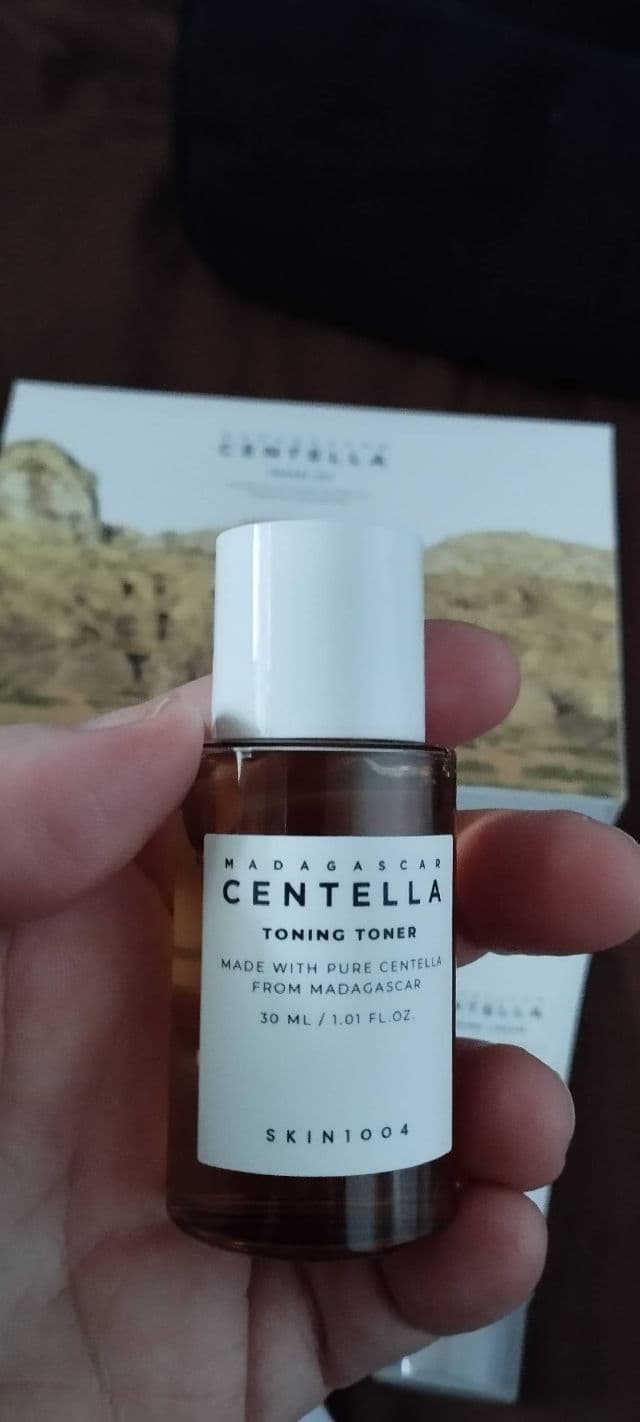 CENTELLA
MADAGASCAR
CENTELLA
TONING TONER
MADE WITH PURE CENTELLA
FROM MADAGASCAR
30 ML / 1.01 FL.OZ.
SKIN1004